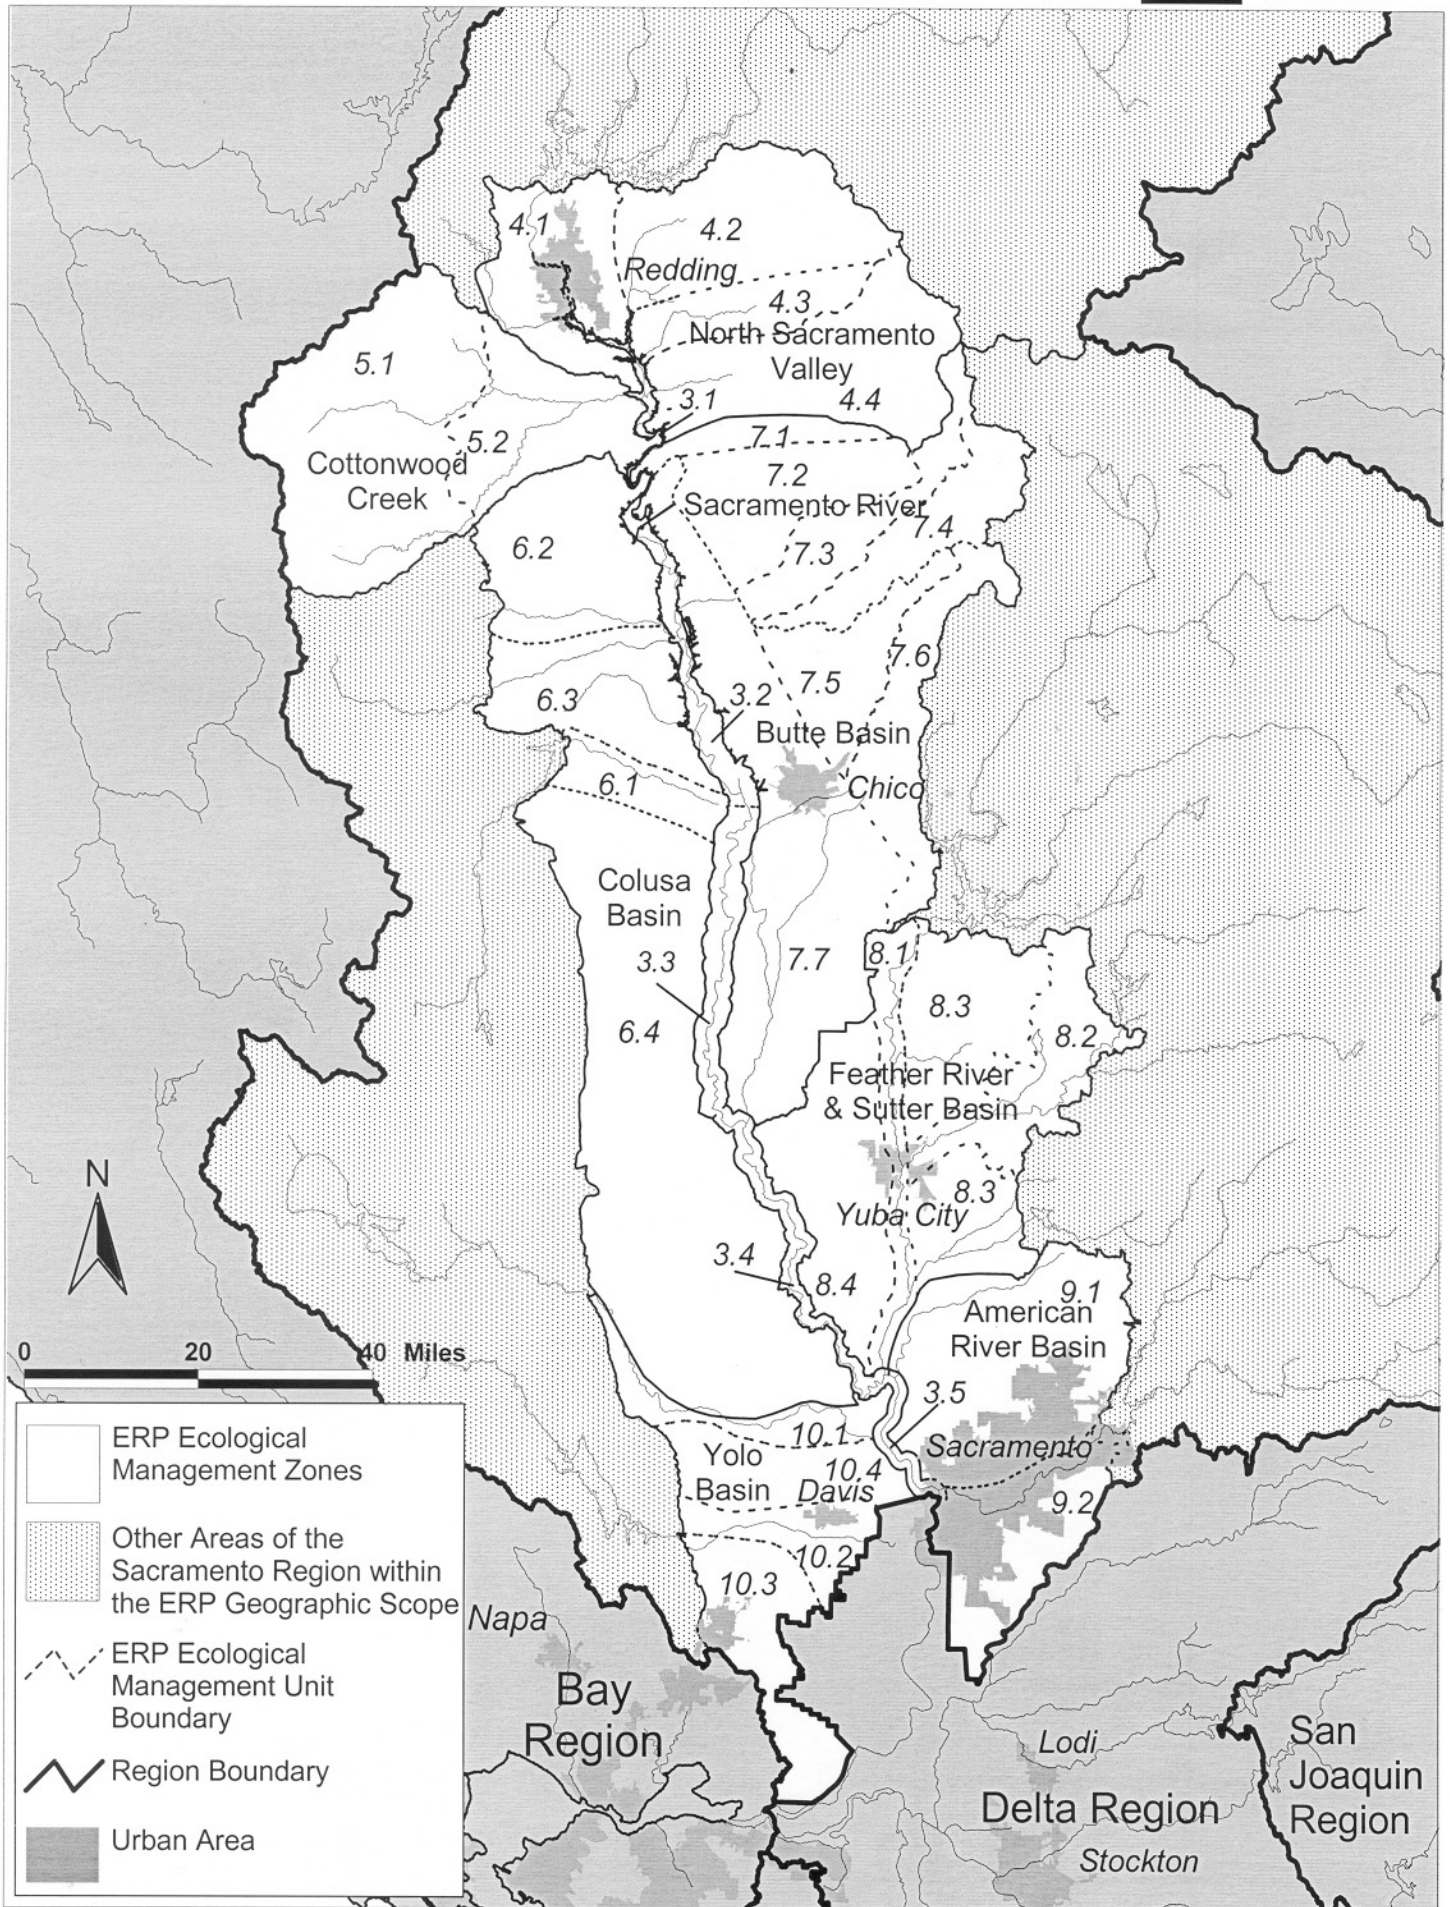 4.1
4.2
Redding
4.3
North Sacramento
Valley
5.1
3.1
4.4
7.1
5.2
Cottonwood
Creek
7.2
Sacramento River
7.4
6.2
7.3
7.6
7.5
6.3
3.2
Butte Basin
6.1
Chico
Colusa
Basin
3.3
7.7
8.1
8.3
6.4
8.2
Feather River
& Sutter Basin
N
8.3
Yuba City
3.4
8.4
9.1
American
River Basin
0 20 40 Miles
3.5
10.1
Sacramento
Yolo
Basin
10.4
Davis
9.2
10.2
10.3
ERP Ecological
Management Zones
Other Areas of the
Sacramento Region within
the ERP Geographic Scope
ERP Ecological
Management Unit
Boundary
Region Boundary
Urban Area
Napa
Bay
Region
Lodi
Delta Region
Stockton
San
Joaquin
Region